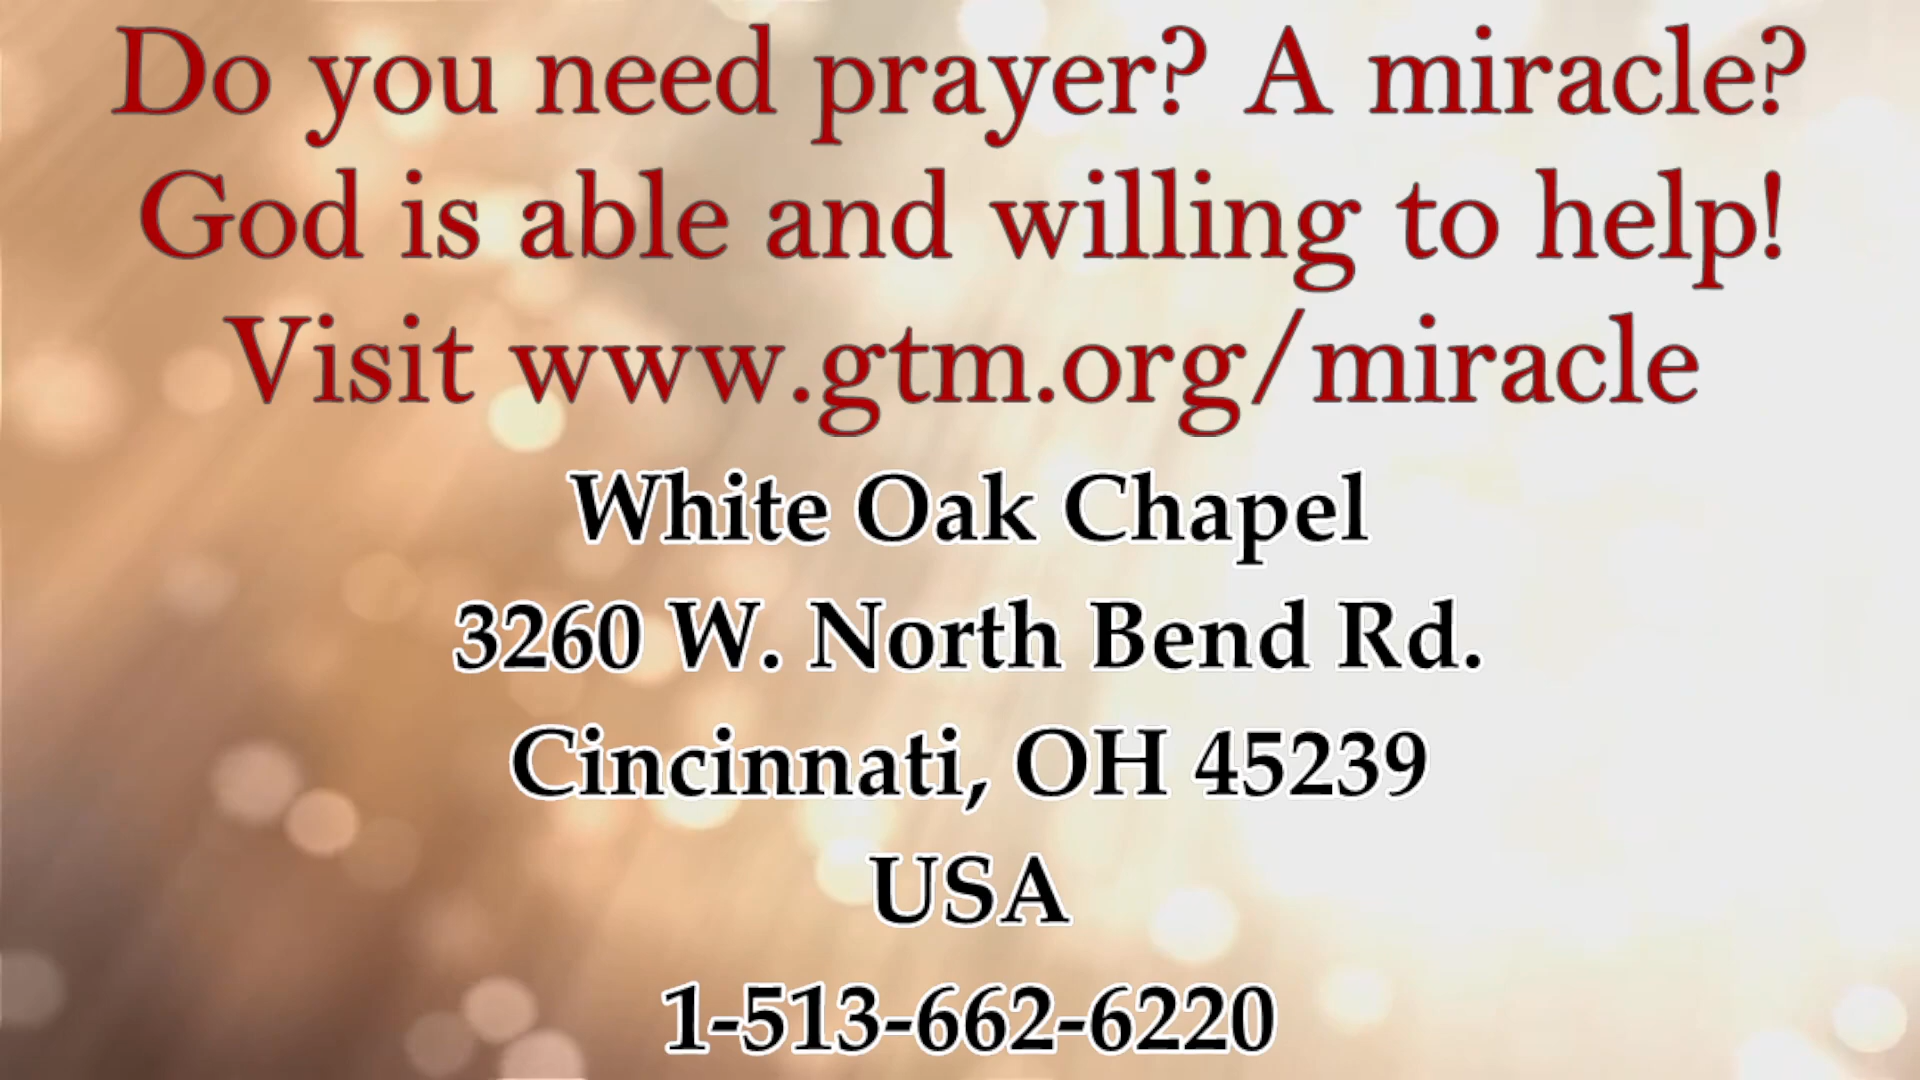 Do you need prayer? A miracle?
God is able and willing to help!
Visit www.gtm.org/miracle
White Oak Chapel
3260 W. North Bend Rd.
Cincinnati, OH 45239
USA
1-513-662-6220